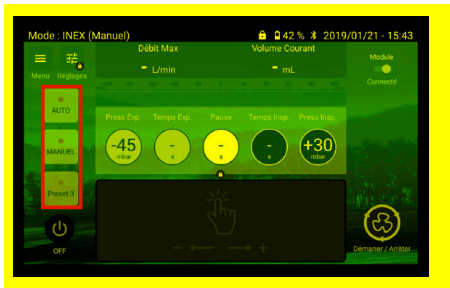 Mode : INEX (Manuel) 42 % 2019/01/21 - 15:43
Débit Max Volume Courant
- L/min - mL
Module
Connecté
Menu Réglages
AUTO
MANUEL
Preset 3
OFF
Press Exp. Temps Exp. Pause Temps Insp. Press Insp.
-45 - - - +30
mbar s s s mbar
- +
Démarrer / Arrêter